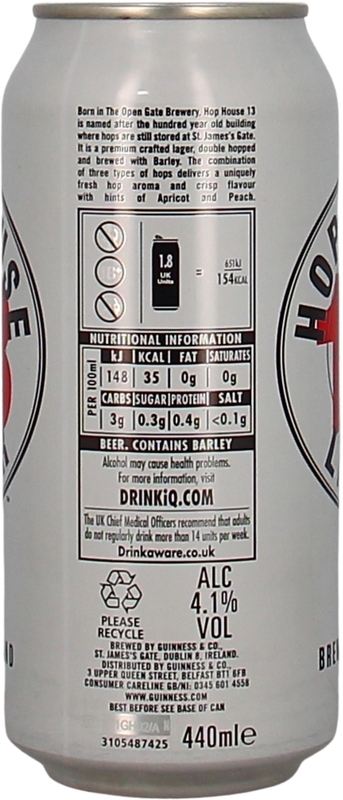 Born in The Open Gate Brewery, Hop House 13
is named after the hundred year old building
where hops are still stored at St. James's Gate.
It is a premium crafted lager, double hopped
and brewed with Barley. The combination
of three types of hops delivers a uniquely
fresh hop aroma and crisp flavour
with hints of Apricot and Peach.
1.8
UK
Units
=
651kJ
154KCAL
NUTRITIONAL INFORMATION
PER 100ml
kJ KCAL FAT SATURATES
148 35 0g 0g
CARBS SUGAR PROTEIN SALT
3g 0.3g 0.4g <0.1g
BEER. CONTAINS BARLEY
Alcohol may cause health problems.
For more information, visit
DRINKiQ.COM
The UK Chief Medical Officers recommend that adults
do not regularly drink more than 14 units per week.
Drinkaware.co.uk
PLEASE
RECYCLE
ALC
4.1%
VOL
BREWED BY GUINNESS & CO.,
ST. JAMES'S GATE, DUBLIN 8, IRELAND.
DISTRIBUTED BY GUINNESS & CO.,
3 UPPER QUEEN STREET, BELFAST BT1 6FB
CONSUMER CARELINE GB/NI: 0345 601 4558
WWW.GUINNESS.COM
BEST BEFORE SEE BASE OF CAN
3105487425
440ml℮
USE
HOP
BRE